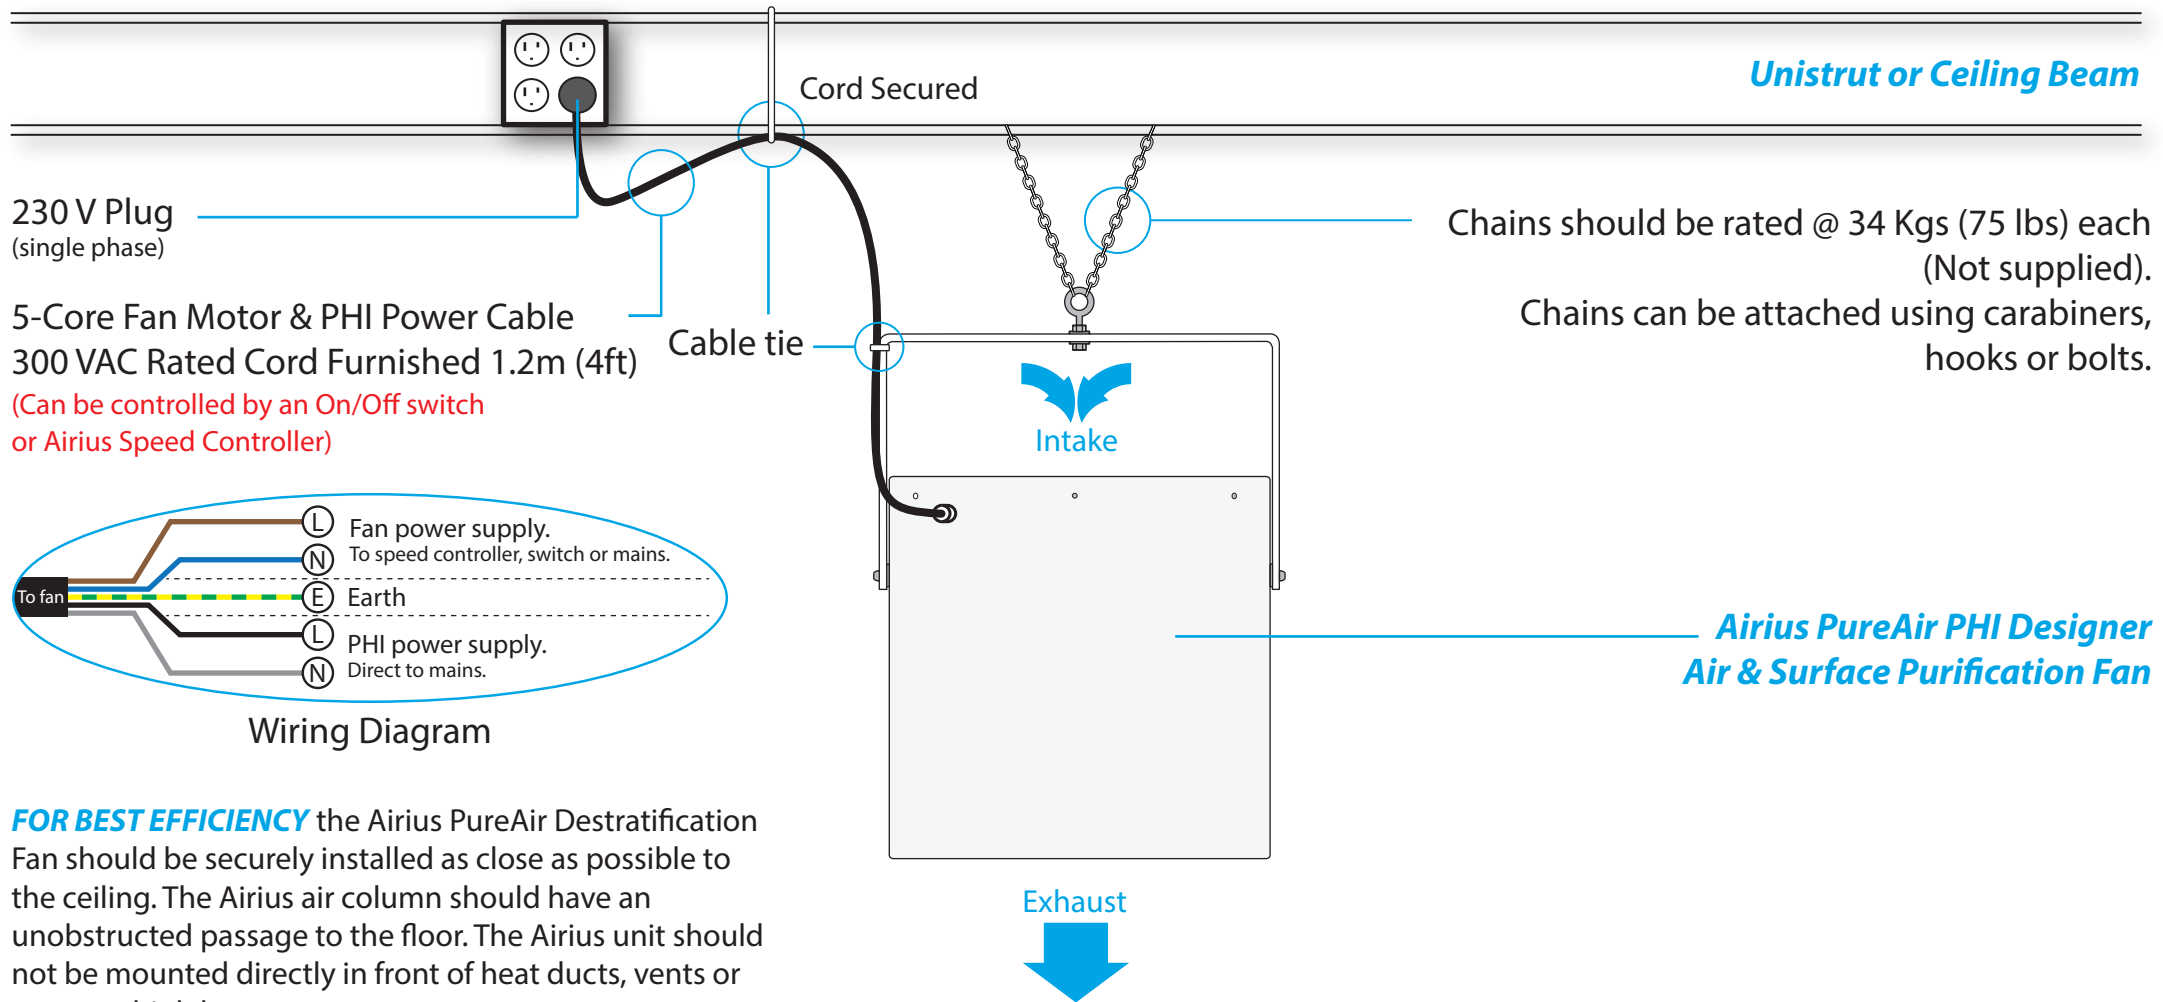 Unistrut or Ceiling Beam
Cord Secured
230 V Plug
(single phase)
Chains should be rated @ 34 Kgs (75 lbs) each
(Not supplied).
Chains can be attached using carabiners,
hooks or bolts.
5-Core Fan Motor & PHI Power Cable
300 VAC Rated Cord Furnished 1.2m (4ft)
(Can be controlled by an On/Off switch
or Airius Speed Controller)
Cable tie
Intake
L
Fan power supply.
N
To speed controller, switch or mains.
To fan
E
Earth
L
PHI power supply.
N
Direct to mains.
Wiring Diagram
Airius PureAir PHI Designer
Air & Surface Purification Fan
FOR BEST EFFICIENCY the Airius PureAir Destratification
Fan should be securely installed as close as possible to
the ceiling. The Airius air column should have an
unobstructed passage to the floor. The Airius unit should
not be mounted directly in front of heat ducts, vents or
Exhaust